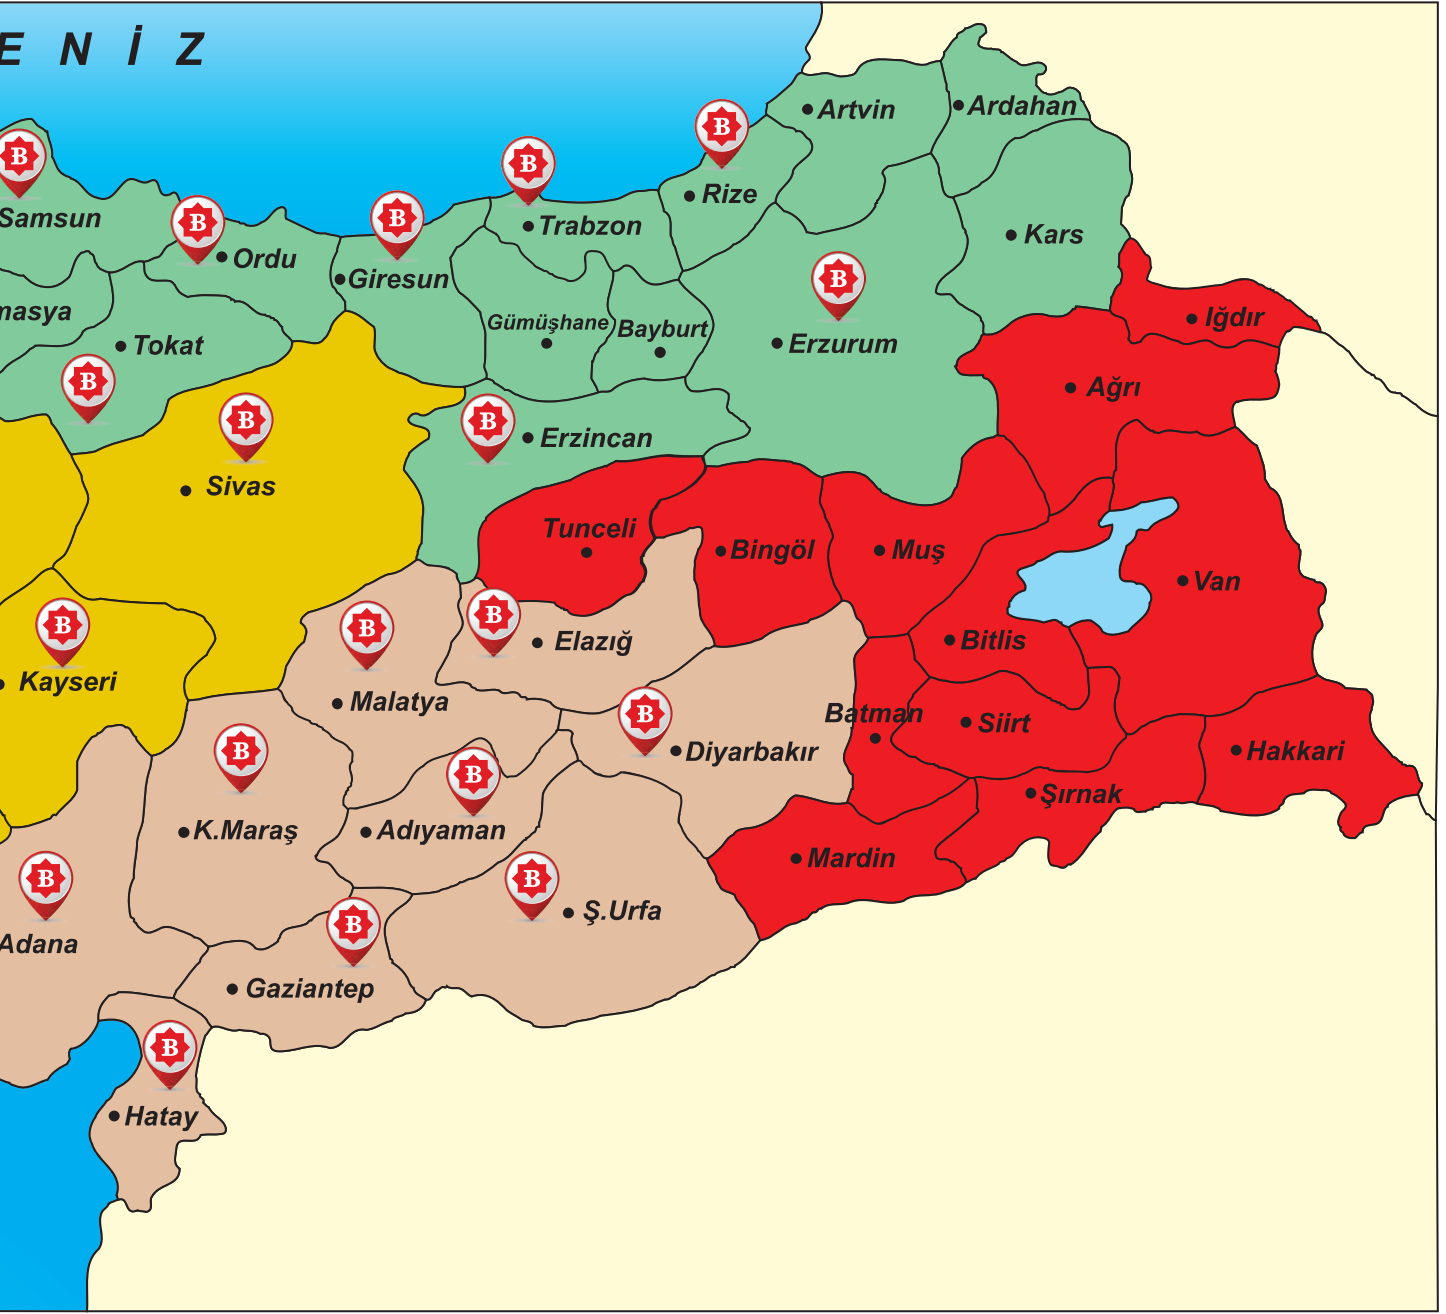 E N İ Z
Artvin
Ardahan
Rize
Samsun
Trabzon
Kars
Ordu
Giresun
masya
Gümüşhane
Bayburt
Iğdır
Tokat
Erzurum
Ağrı
Erzincan
Sivas
Tunceli
Bingöl
Muş
Van
Elazığ
Bitlis
Kayseri
Malatya
Batman
Siirt
Diyarbakır
Hakkari
Şırnak
K.Maraş
Adıyaman
Mardin
Ş.Urfa
Adana
Gaziantep
Hatay